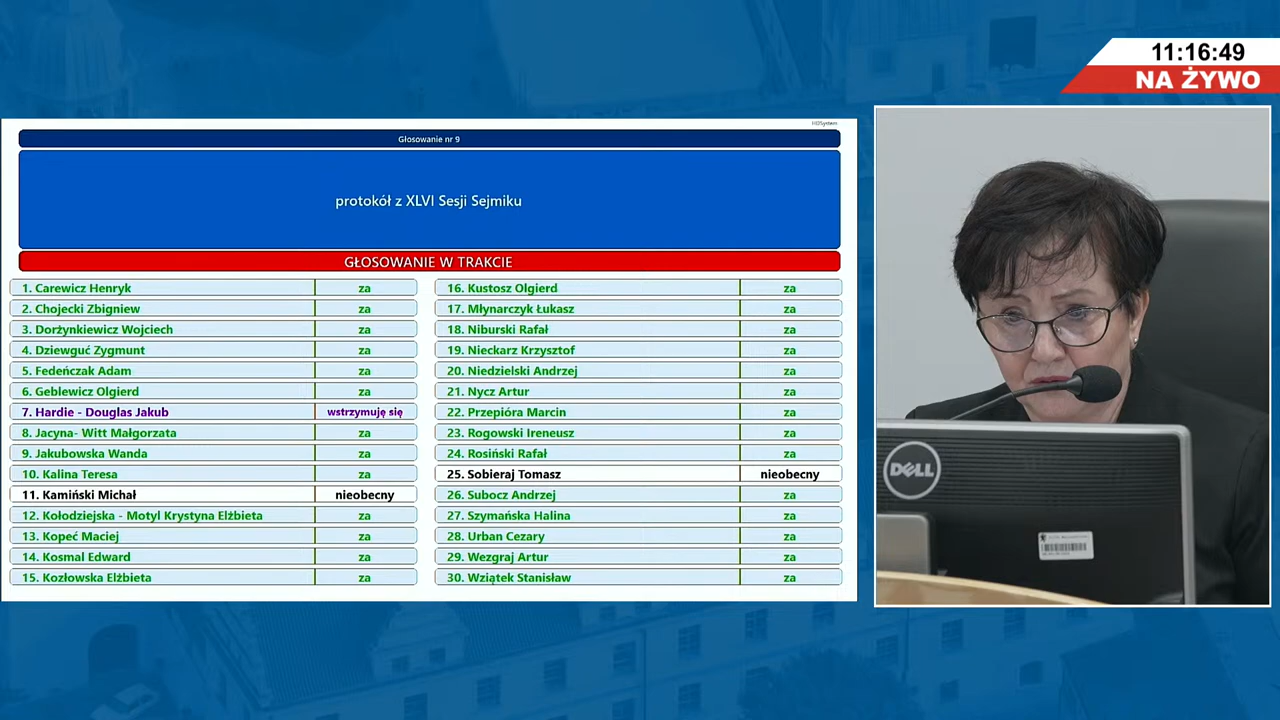 11:16:49
NA ŻYWO
HDSystem
Głosowanie nr 9
protokół z XLVI Sesji Sejmiku
GŁOSOWANIE W TRAKCIE
1. Carewicz Henryk za
2. Chojecki Zbigniew za
3. Dorżynkiewicz Wojciech za
4. Dziewguć Zygmunt za
5. Fedeńczak Adam za
6. Geblewicz Olgierd za
7. Hardie - Douglas Jakub wstrzymuję się
8. Jacyna- Witt Małgorzata za
9. Jakubowska Wanda za
10. Kalina Teresa za
11. Kamiński Michał nieobecny
12. Kołodziejska - Motyl Krystyna Elżbieta za
13. Kopeć Maciej za
14. Kosmal Edward za
15. Kozłowska Elżbieta za
16. Kustosz Olgierd za
17. Młynarczyk Łukasz za
18. Niburski Rafał za
19. Nieckarz Krzysztof za
20. Niedzielski Andrzej za
21. Nycz Artur za
22. Przepióra Marcin za
23. Rogowski Ireneusz za
24. Rosiński Rafał za
25. Sobieraj Tomasz nieobecny
26. Subocz Andrzej za
27. Szymańska Halina za
28. Urban Cezary za
29. Wezgraj Artur za
30. Wziątek Stanisław za
DELL